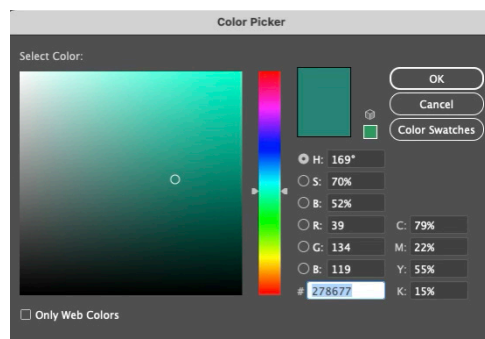 Color Picker
Select Color:
OK
Cancel
Color Swatches
H: 169°
S: 70%
B: 52%
R: 39 C: 79%
G: 134 M: 22%
B: 119 Y: 55%
# 278677 K: 15%
Only Web Colors